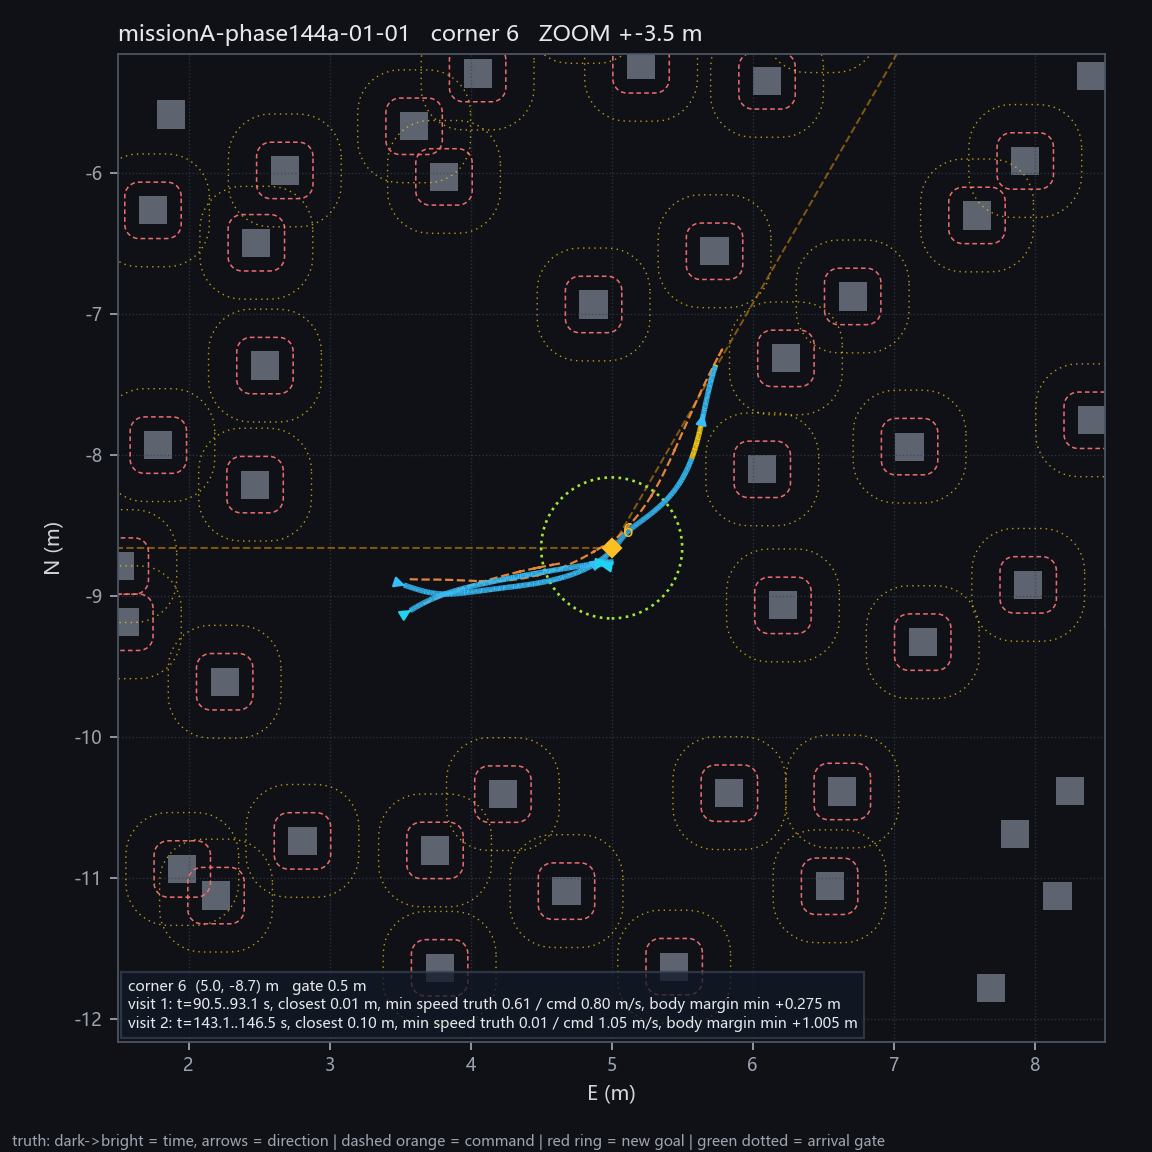 missionA-phase144a-01-01 corner 6 ZOOM +-3.5 m
-6
-7
-8
-9
-10
-11
-12
N (m)
6
corner 6 (5.0, -8.7) m gate 0.5 m
visit 1: t=90.5..93.1 s, closest 0.01 m, min speed truth 0.61 / cmd 0.80 m/s, body margin min +0.275 m
visit 2: t=143.1..146.5 s, closest 0.10 m, min speed truth 0.01 / cmd 1.05 m/s, body margin min +1.005 m
2 3 4 5 6 7 8
E (m)
truth: dark->bright = time, arrows = direction | dashed orange = command | red ring = new goal | green dotted = arrival gate